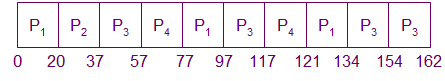 P₁ P₂ P₃ P₄ P₁ P₃ P₄ P₁ P₃ P₃
0 20 37 57 77 97 117 121 134 154 162